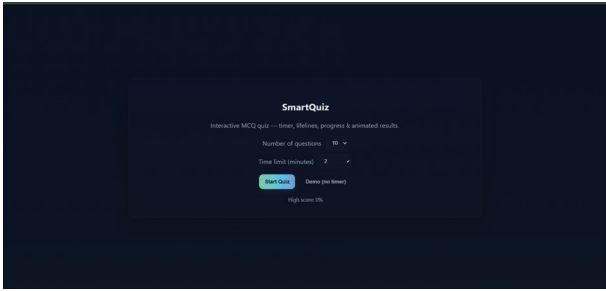 SmartQuiz
Interactive MCQ quiz — timer, lifelines, progress & animated results.
Number of questions 10
Time limit (minutes) 2
Start Quiz Demo (no timer)
High score: 0%